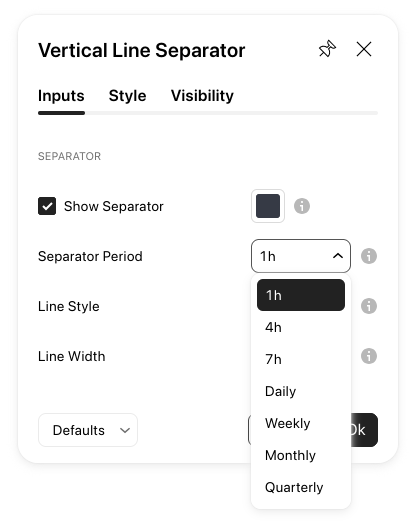 Vertical Line Separator
Inputs Style Visibility
SEPARATOR
Show Separator
Separator Period 1h
1h
Line Style
4h
7h
Line Width
Daily
Weekly
Defaults
Monthly
Quarterly